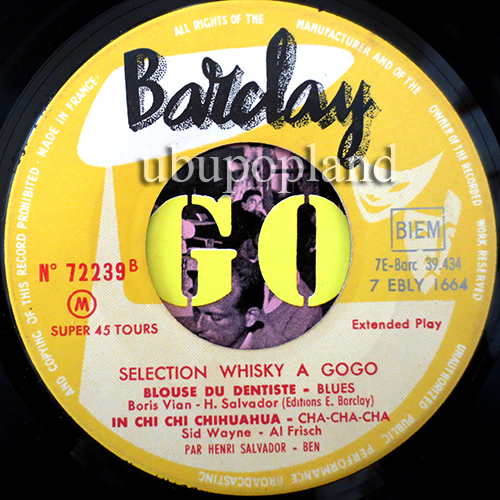 ALL RIGHTS OF THE MANUFACTURER AND OF THE OWNER OF THE RECORDED WORK RESERVED
UNAUTHORIZED PUBLIC PERFORMANCE BROADCASTING AND COPYING OF THIS RECORD PROHIBITED · MADE IN FRANCE ·
Barclay
ubupopland
GO
BIEM
N° 72239 B
7E-Barc 39.434
7 EBLY 1664
M
SUPER 45 TOURS
Extended Play
SELECTION WHISKY A GOGO
BLOUSE DU DENTISTE - BLUES
Boris Vian - H. Salvador (Editions E. Barclay)
IN CHI CHI CHIHUAHUA - CHA-CHA-CHA
Sid Wayne - Al Frisch
PAR HENRI SALVADOR - BEN